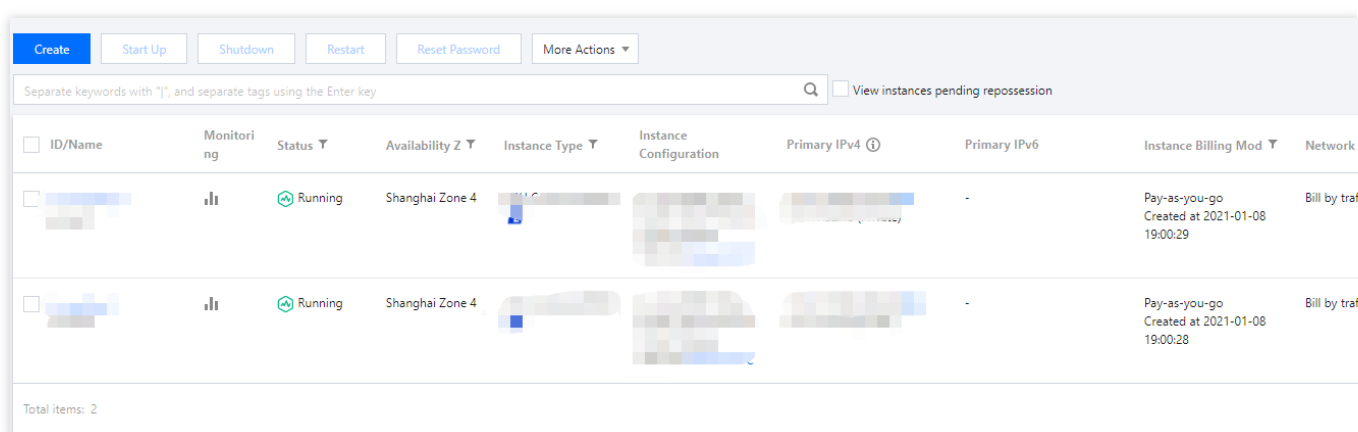 Create Start Up Shutdown Restart Reset Password More Actions
Separate keywords with "|", and separate tags using the Enter key View instances pending repossession
ID/Name Monitori Status Availability Z Instance Type Instance Primary IPv4 Primary IPv6 Instance Billing Mod Network
ng Configuration
Running Shanghai Zone 4 - Pay-as-you-go Bill by traf
Created at 2021-01-08
19:00:29
Running Shanghai Zone 4 - Pay-as-you-go Bill by traf
Created at 2021-01-08
19:00:28
Total items: 2